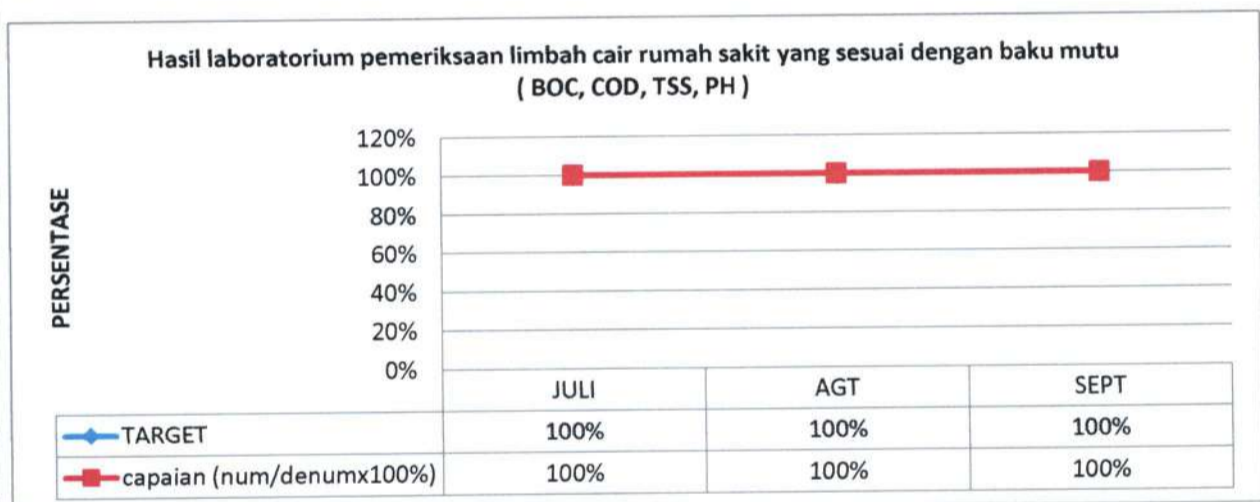 Hasil laboratorium pemeriksaan limbah cair rumah sakit yang sesuai dengan baku mutu
( BOC, COD, TSS, PH )
PERSENTASE
120%
100%
80%
60%
40%
20%
0%
JULI AGT SEPT
TARGET 100% 100% 100%
capaian (num/denumx100%) 100% 100% 100%